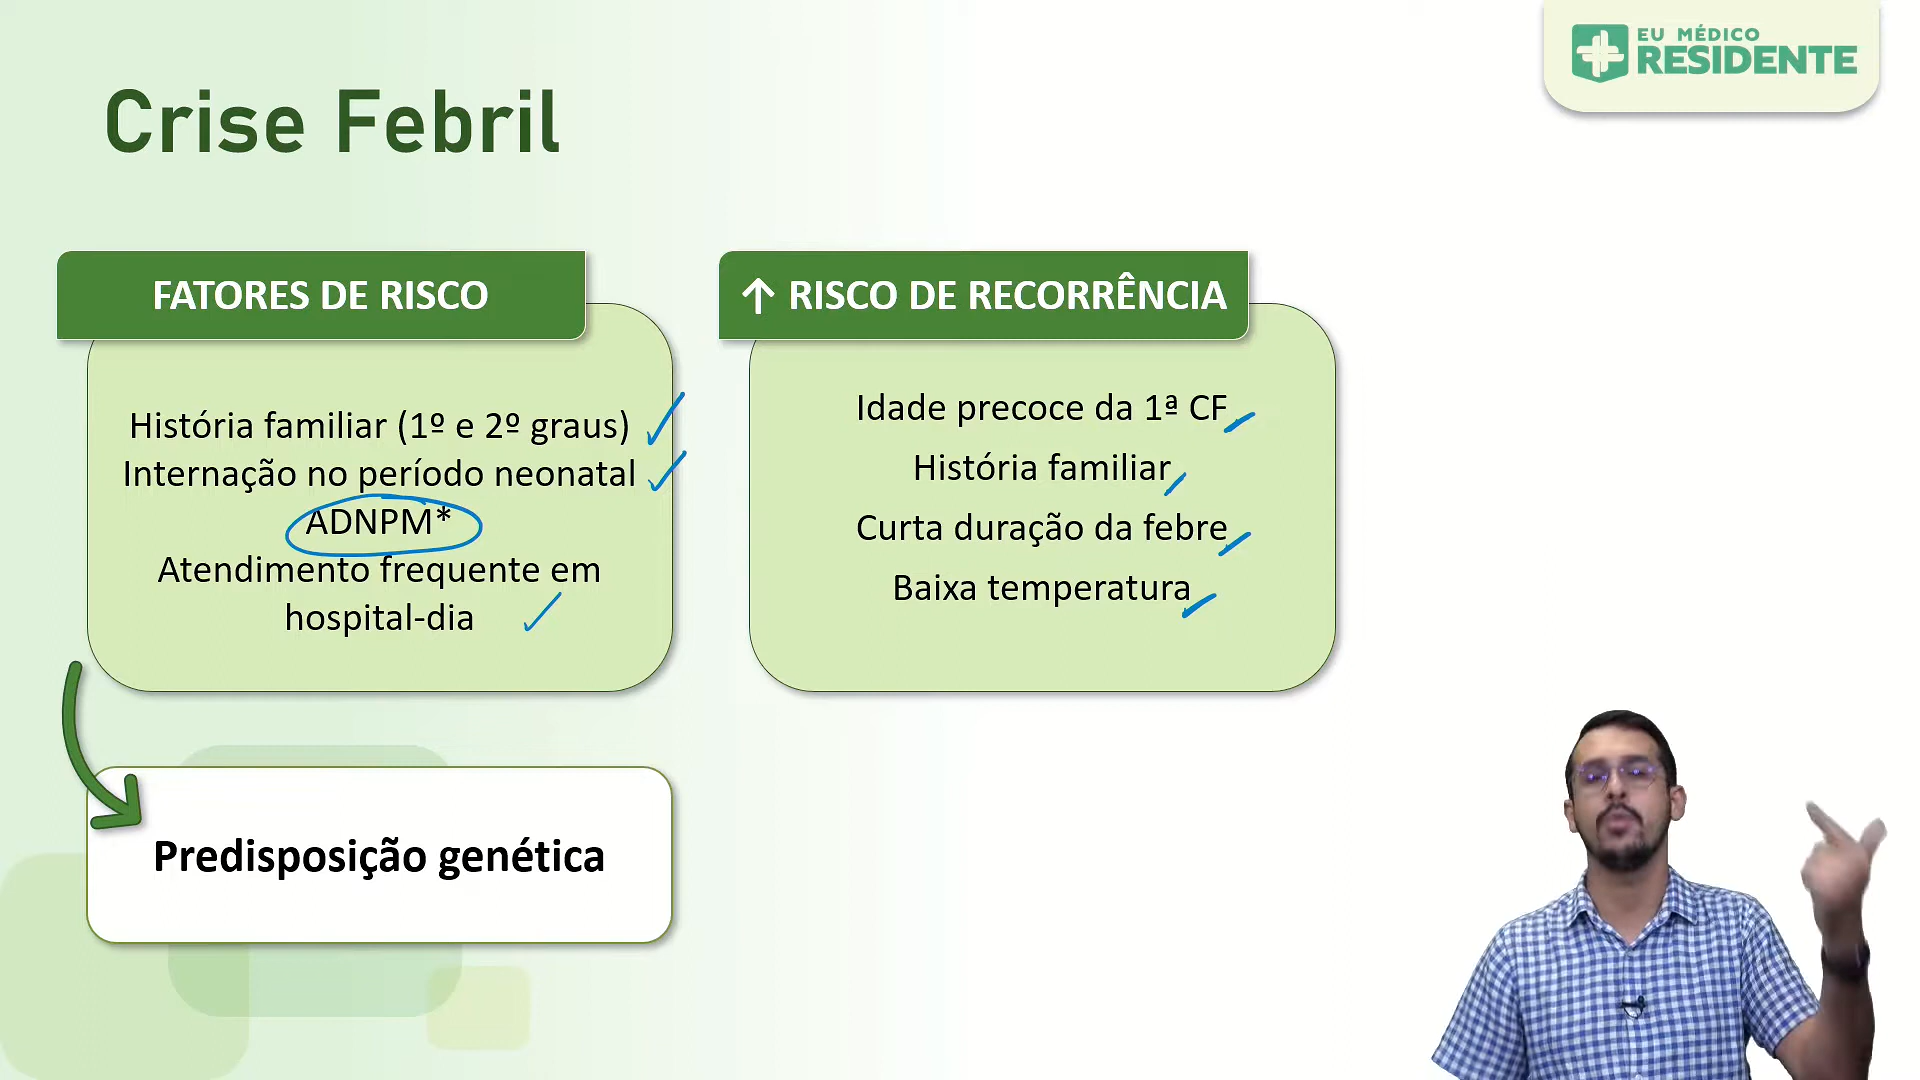 EU MÉDICO
RESIDENTE
Crise Febril
FATORES DE RISCO
História familiar (1º e 2º graus)
Internação no período neonatal
ADNPM*
Atendimento frequente em
hospital-dia
Predisposição genética
↑ RISCO DE RECORRÊNCIA
Idade precoce da 1ª CF
História familiar
Curta duração da febre
Baixa temperatura